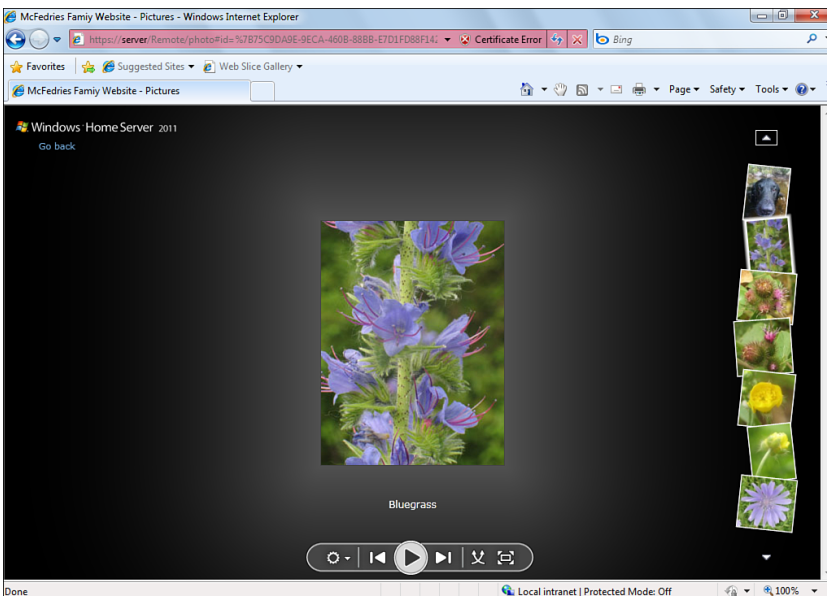 McFedries Famiy Website - Pictures - Windows Internet Explorer
https://server/Remote/photo#id=%7B75C9DA9E-9ECA-460B-88BB-E7D1FD88F142 Certificate Error Bing
Favorites Suggested Sites Web Slice Gallery
McFedries Famiy Website - Pictures Page Safety Tools
Windows Home Server 2011
Go back
Bluegrass
Done Local intranet | Protected Mode: Off 100%